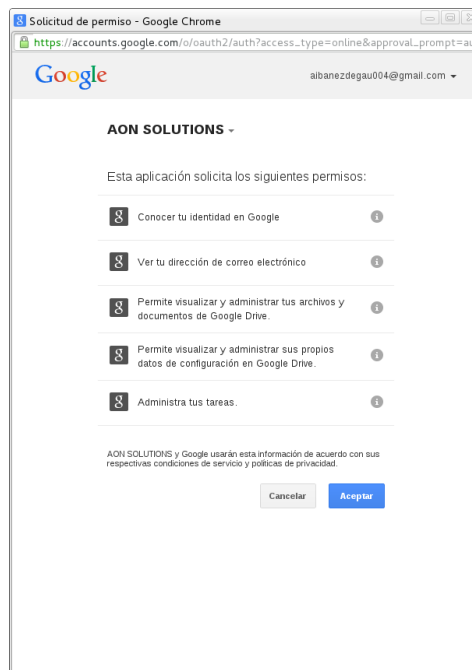 Solicitud de permiso - Google Chrome
https://accounts.google.com/o/oauth2/auth?access_type=online&approval_prompt=au
Google
aibanezdegau004@gmail.com
AON SOLUTIONS
Esta aplicación solicita los siguientes permisos:
Conocer tu identidad en Google
Ver tu dirección de correo electrónico
Permite visualizar y administrar tus archivos y
documentos de Google Drive.
Permite visualizar y administrar sus propios
datos de configuración en Google Drive.
Administra tus tareas.
AON SOLUTIONS y Google usarán esta información de acuerdo con sus
respectivas condiciones de servicio y políticas de privacidad.
Cancelar
Aceptar